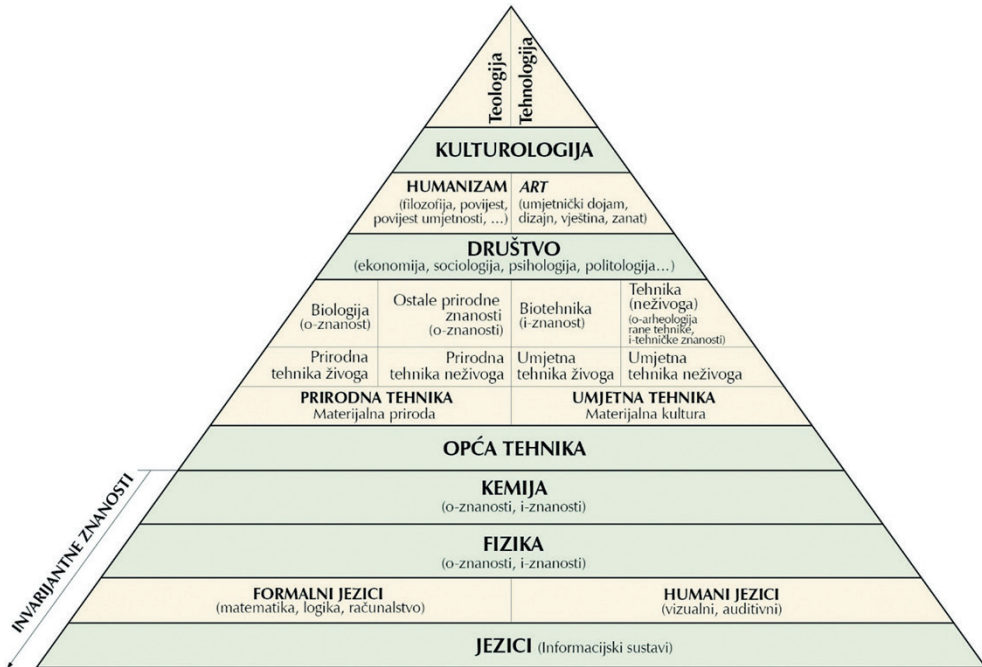 Teologija
Tehnologija
KULTUROLOGIJA
HUMANIZAM
(filozofija, povijest,
povijest umjetnosti, ...)
ART
(umjetnički dojam,
dizajn, vještina, zanat)
DRUŠTVO
(ekonomija, sociologija, psihologija, politologija...)
Biologija
(o-znanost)
Ostale prirodne
znanosti
(o-znanosti)
Biotehnika
(i-znanost)
Tehnika
(neživoga)
(o-arheologija
rane tehnike,
i-tehničke znanosti)
Prirodna
tehnika živoga
Prirodna
tehnika neživoga
Umjetna
tehnika živoga
Umjetna
tehnika neživoga
PRIRODNA TEHNIKA
Materijalna priroda
UMJETNA TEHNIKA
Materijalna kultura
OPĆA TEHNIKA
INVARIJANTNE ZNANOSTI
KEMIJA
(o-znanosti, i-znanosti)
FIZIKA
(o-znanosti, i-znanosti)
FORMALNI JEZICI
(matematika, logika, računalstvo)
HUMANI JEZICI
(vizualni, auditivni)
JEZICI (Informacijski sustavi)